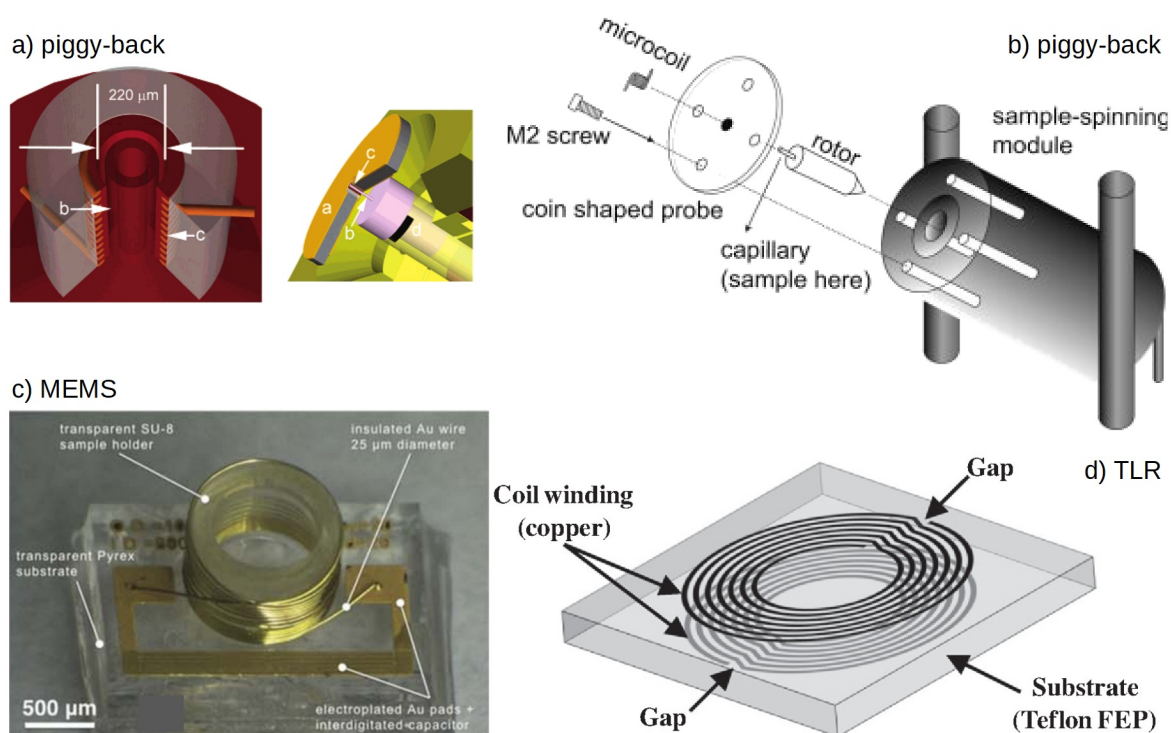 a) piggy-back
220 μm
b
c
c
a
b
d
b) piggy-back
microcoil
M2 screw
rotor
coin shaped probe
capillary
(sample here)
sample-spinning
module
c) MEMS
transparent SU-8
sample holder
insulated Au wire
25 μm diameter
transparent Pyrex
substrate
500 μm
electroplated Au pads +
interdigitated capacitor
d) TLR
Gap
Coil winding
(copper)
Gap
Substrate
(Teflon FEP)